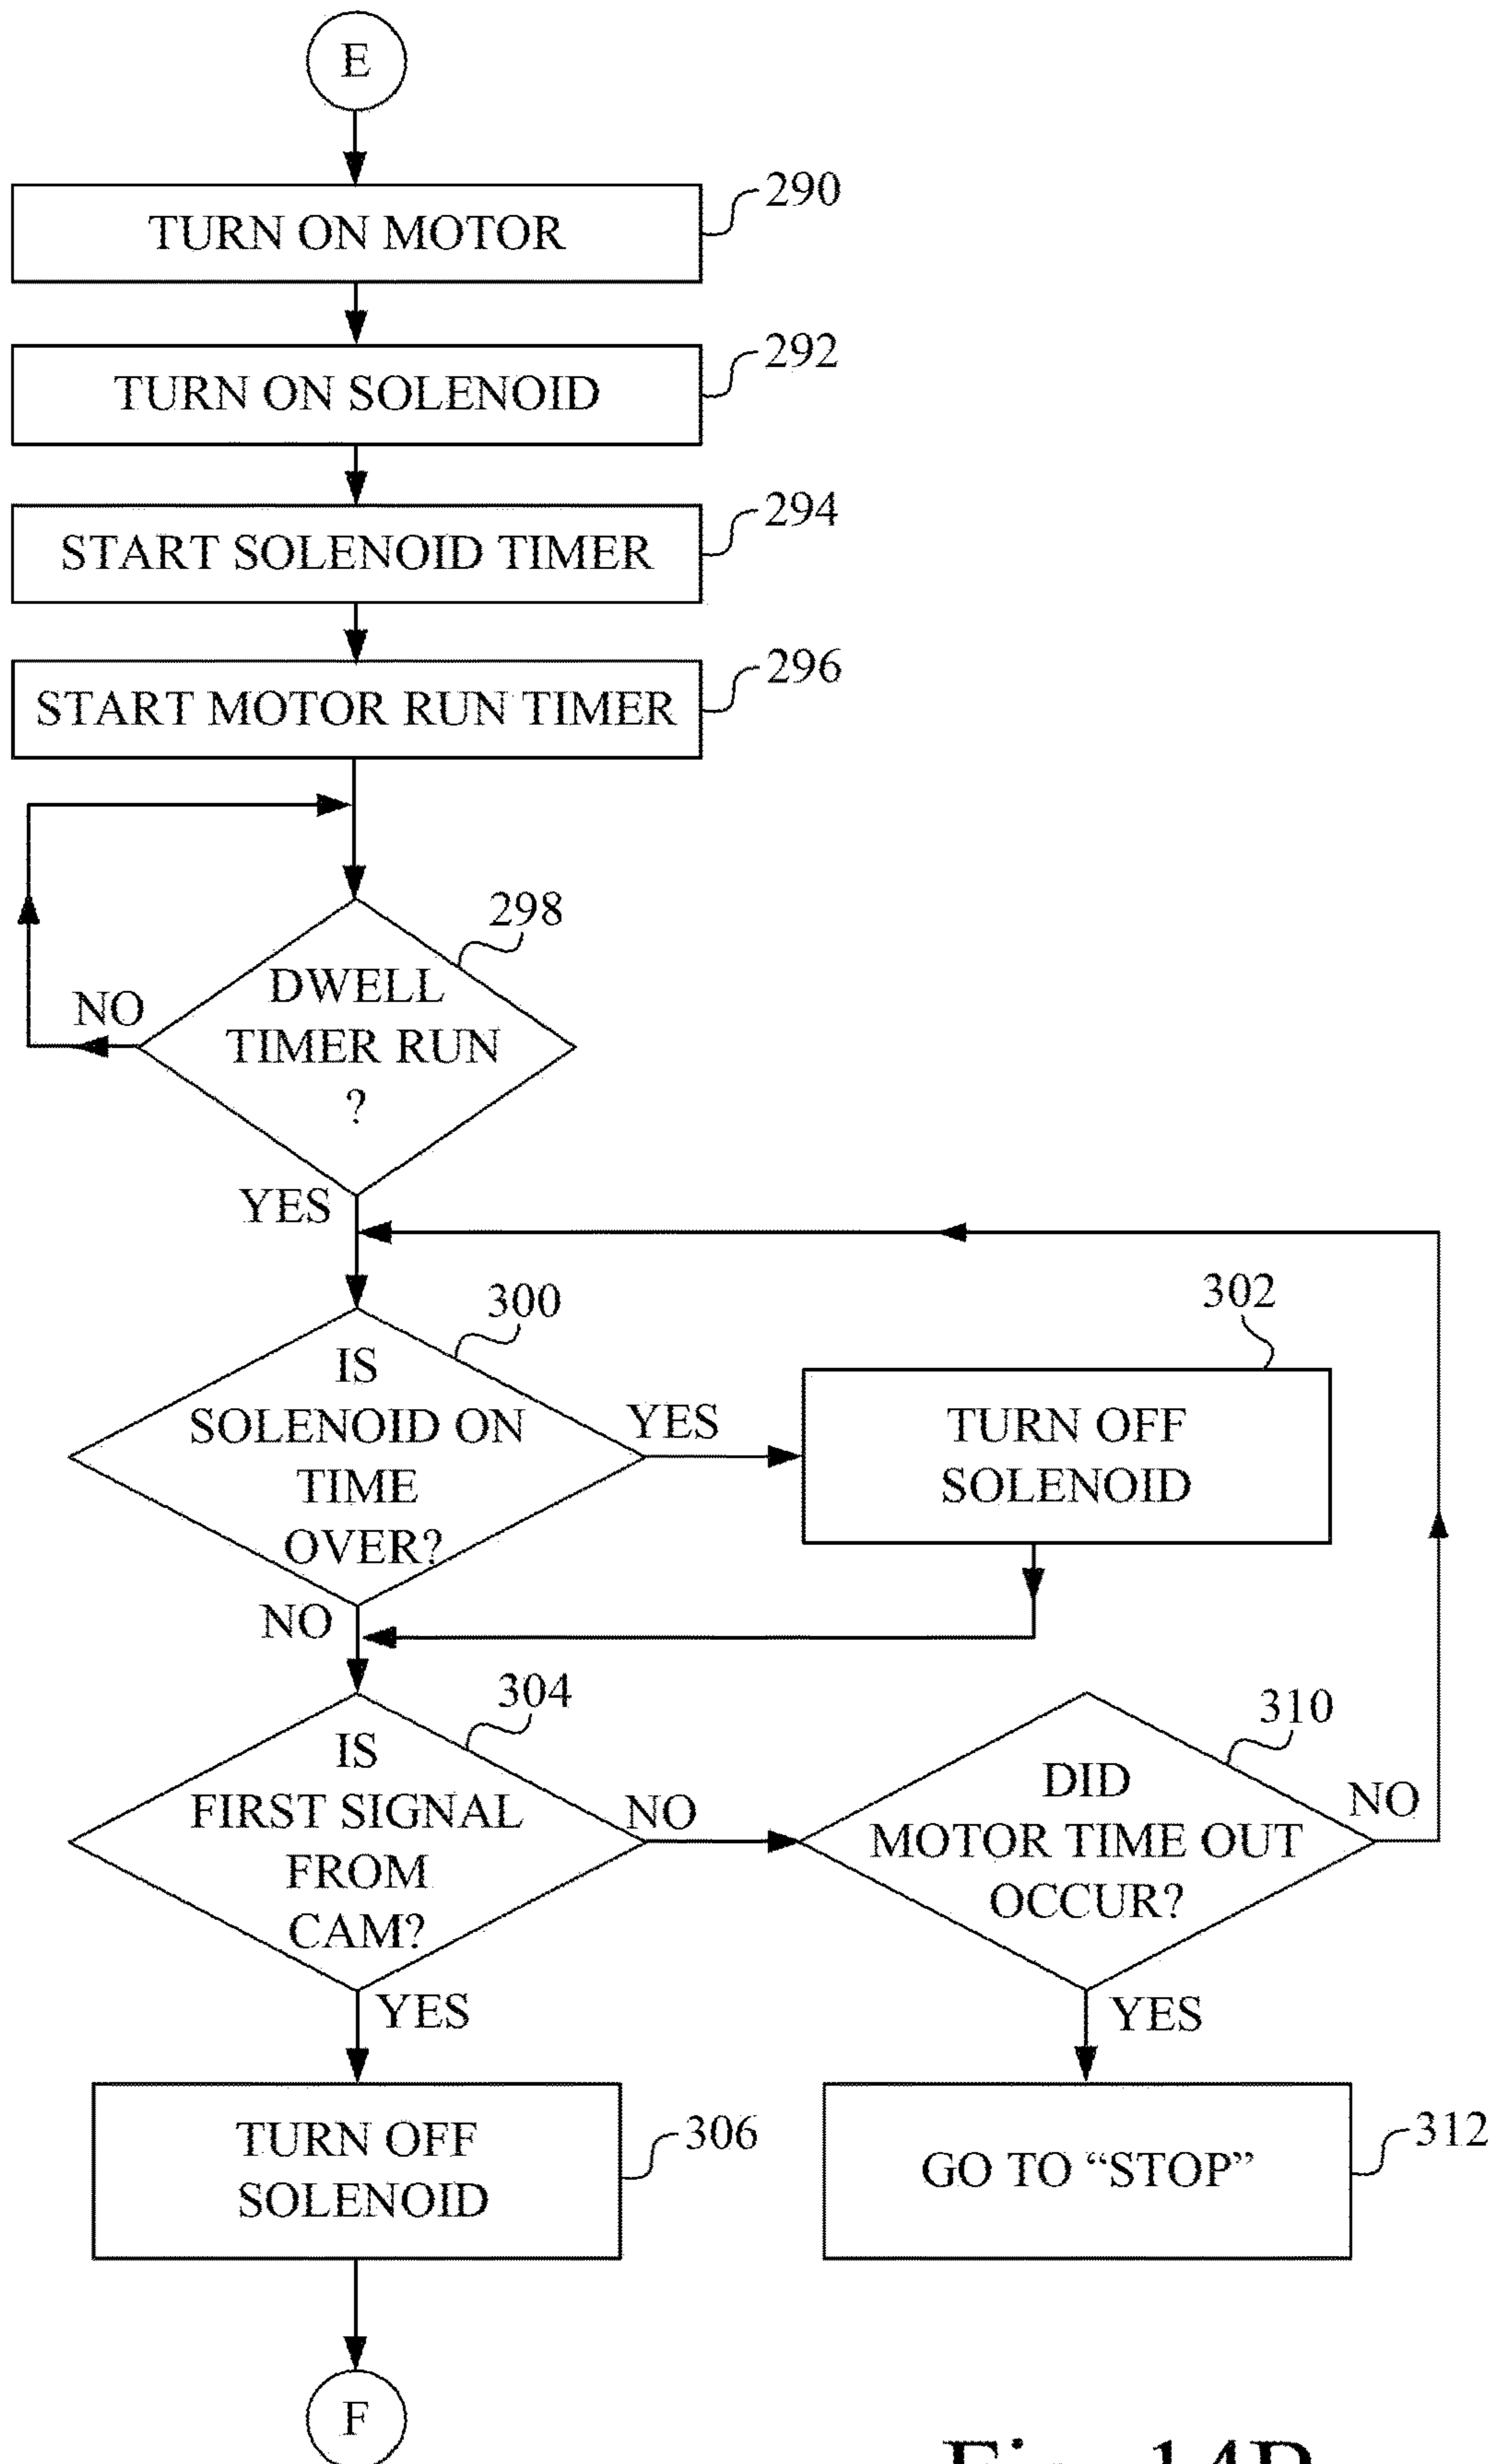 E
TURN ON MOTOR
290
TURN ON SOLENOID
292
START SOLENOID TIMER
294
START MOTOR RUN TIMER
296
298
DWELL
TIMER RUN
?
NO
YES
300
IS
SOLENOID ON
TIME
OVER?
YES
302
TURN OFF
SOLENOID
NO
304
IS
FIRST SIGNAL
FROM
CAM?
NO
310
DID
MOTOR TIME OUT
OCCUR?
NO
YES
YES
TURN OFF
SOLENOID
306
GO TO “STOP”
312
F